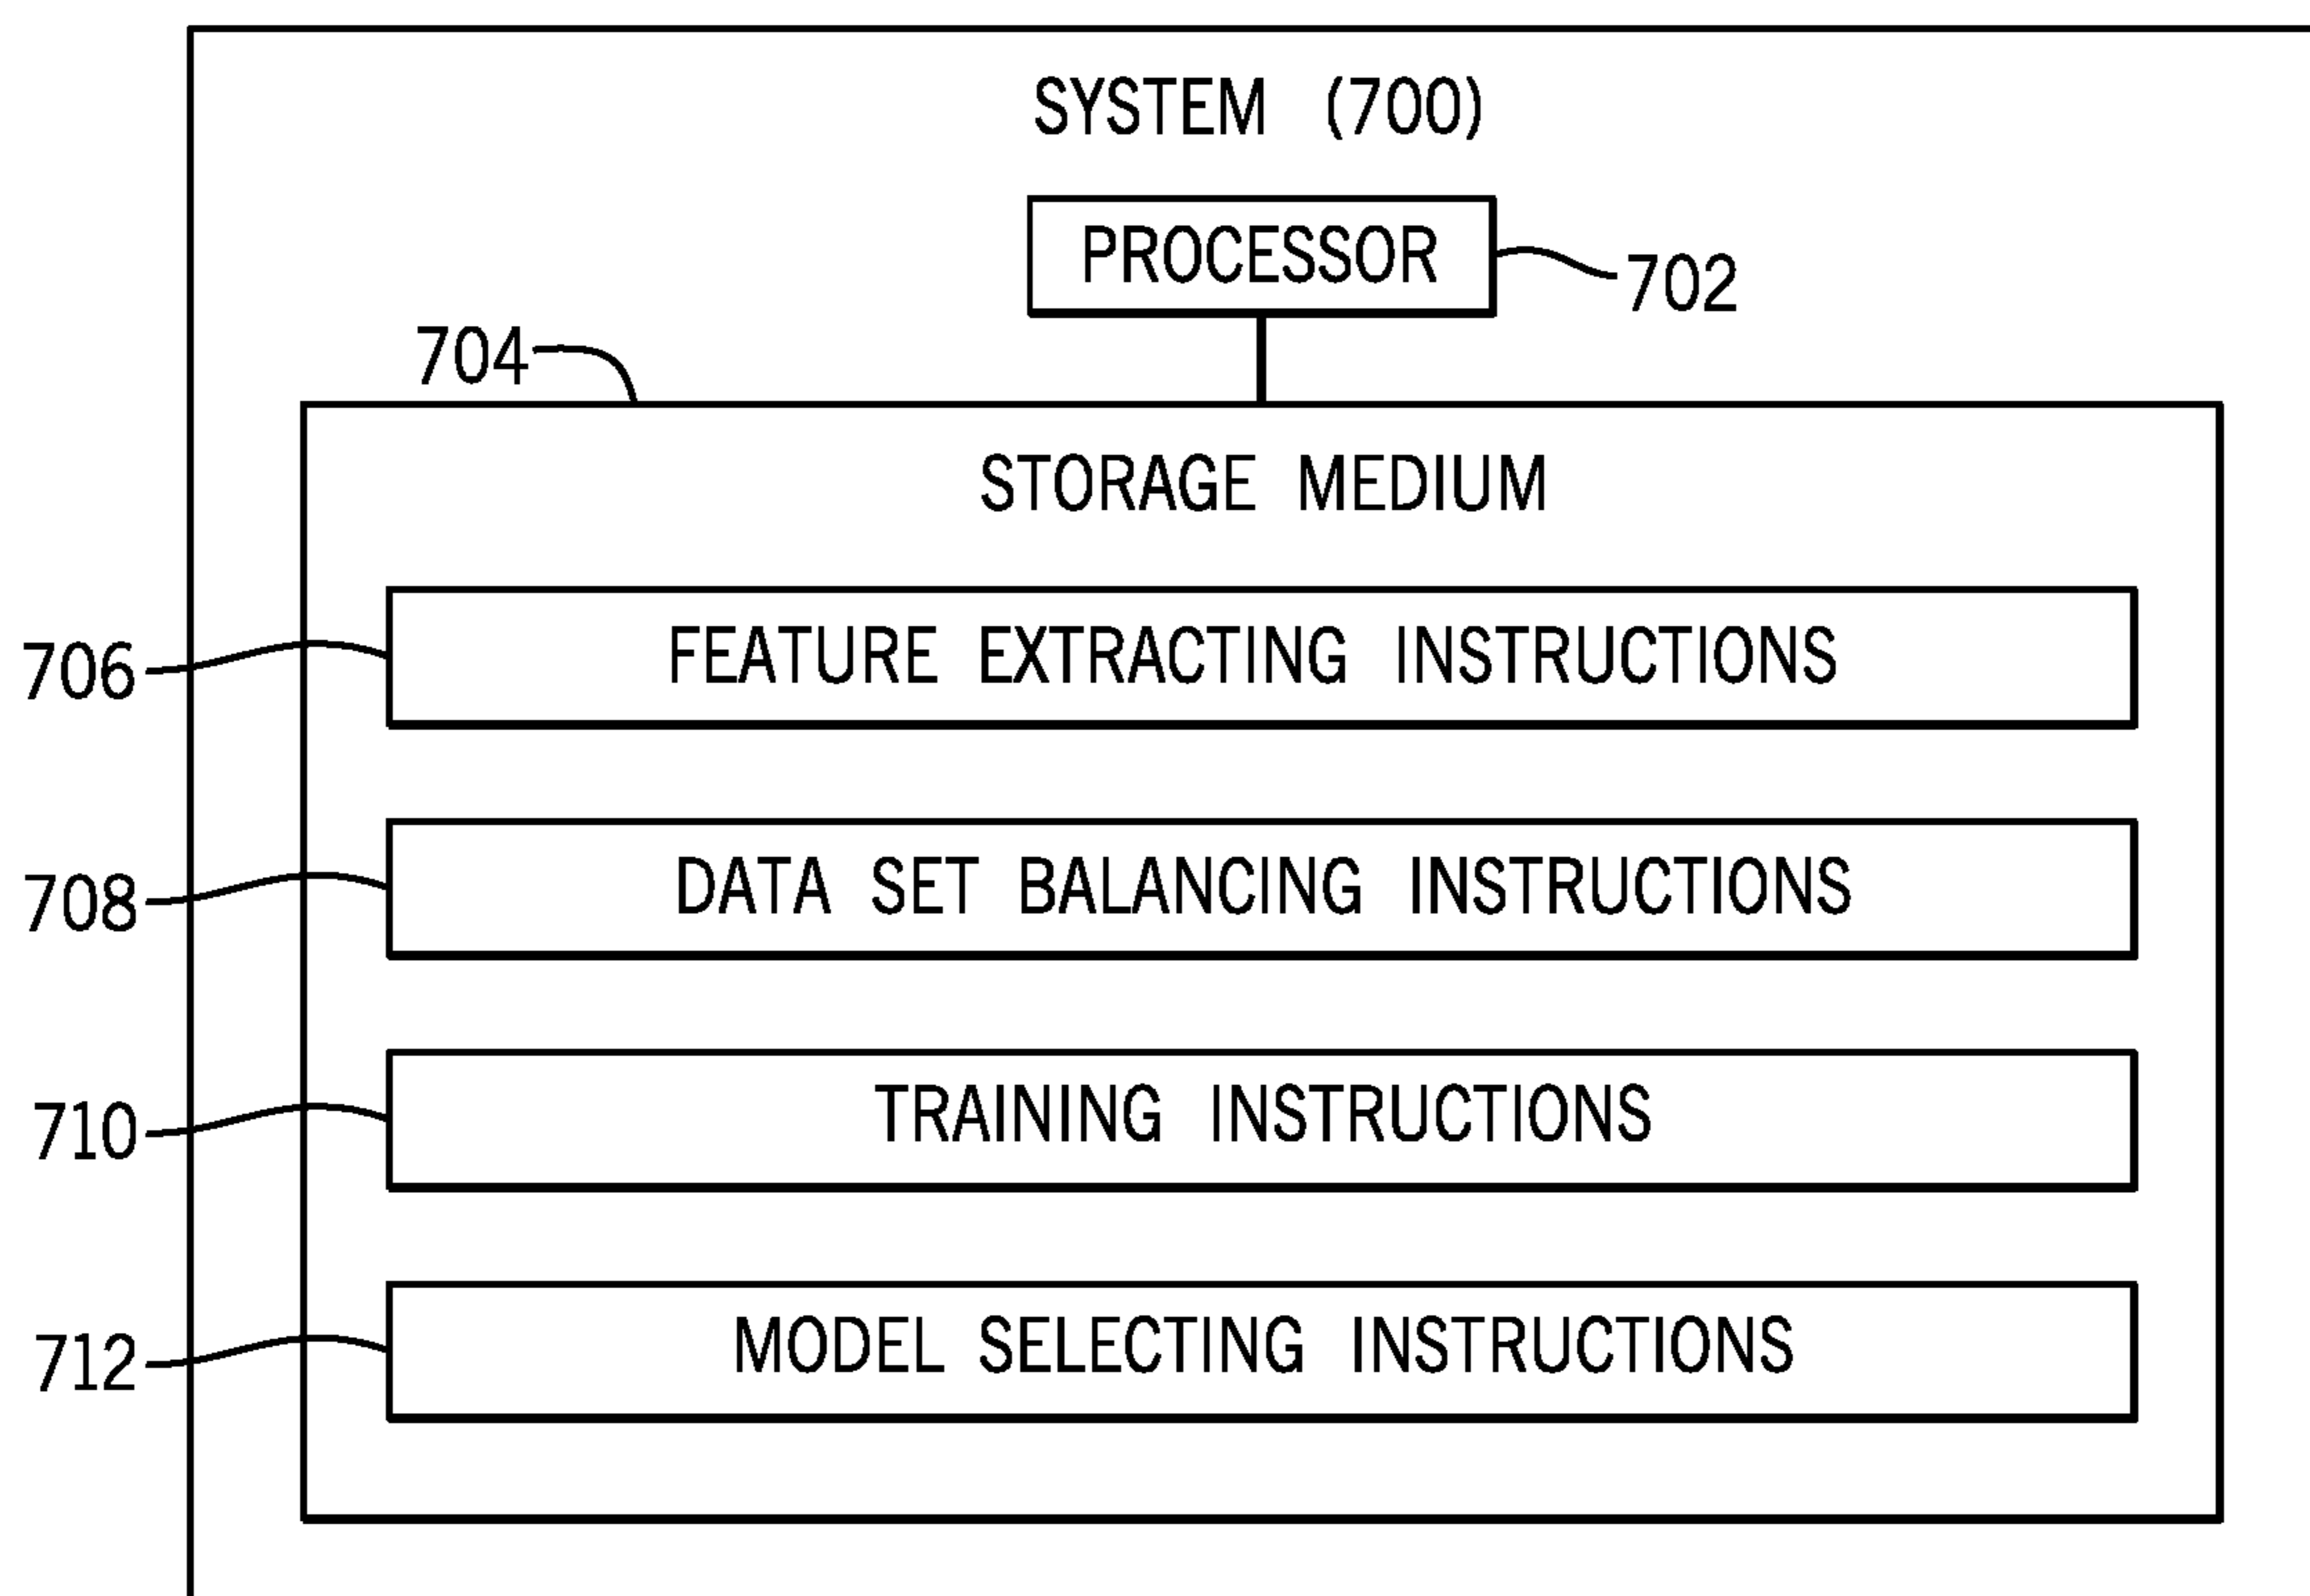 SYSTEM (700)
PROCESSOR
702
704
STORAGE MEDIUM
706
FEATURE EXTRACTING INSTRUCTIONS
708
DATA SET BALANCING INSTRUCTIONS
710
TRAINING INSTRUCTIONS
712
MODEL SELECTING INSTRUCTIONS